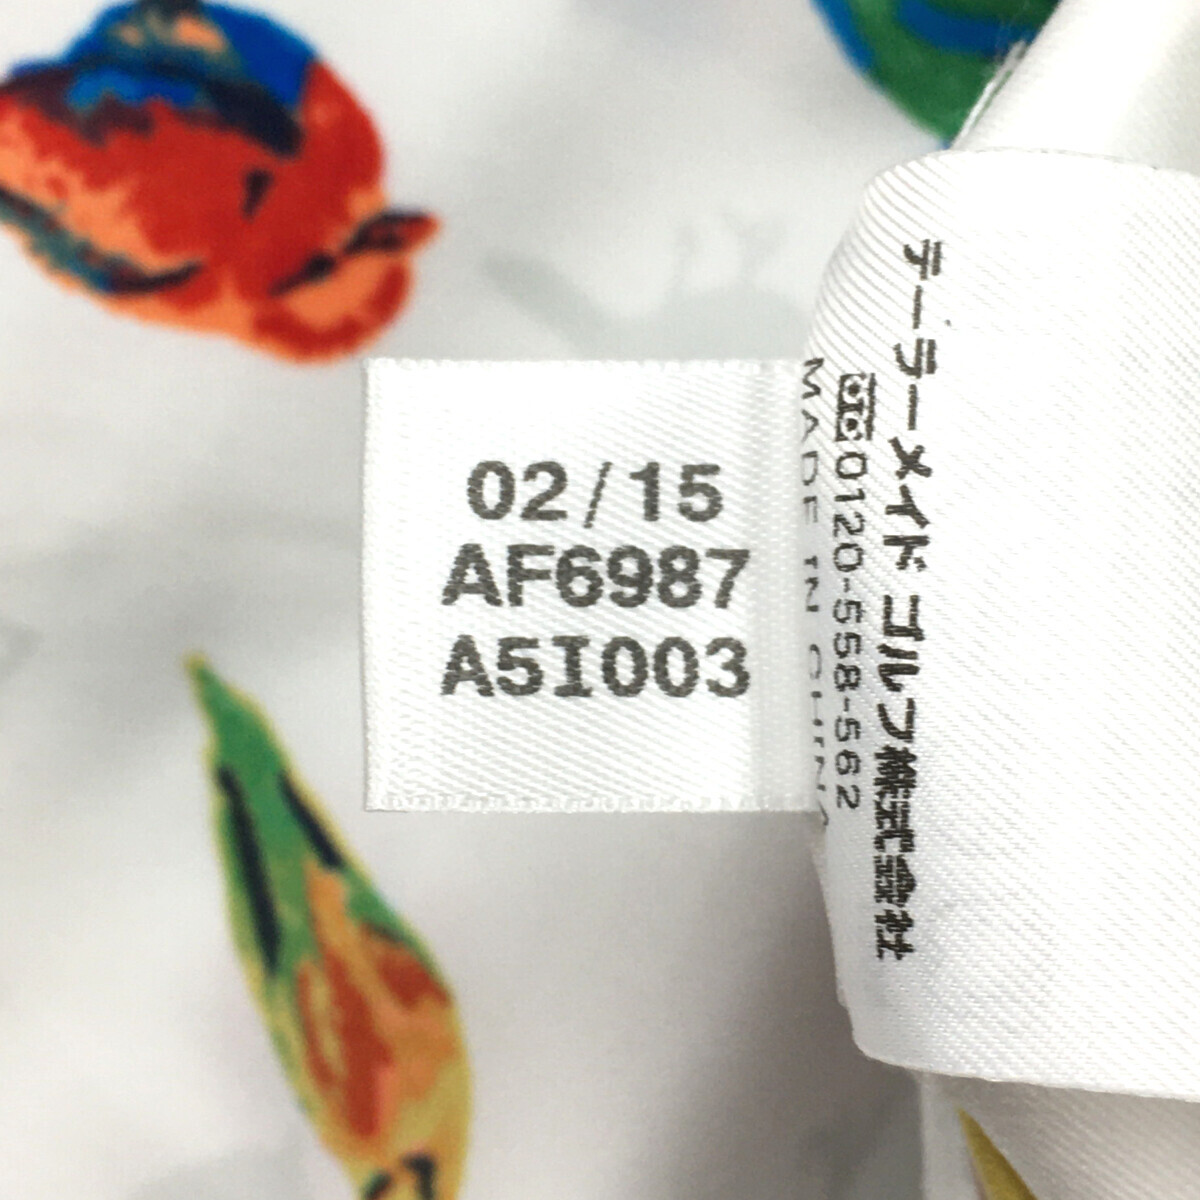 02/15
AF6987
A5I003
テーラーメイド ゴルフ株式会社
0120-558-562
MADE IN CHINA